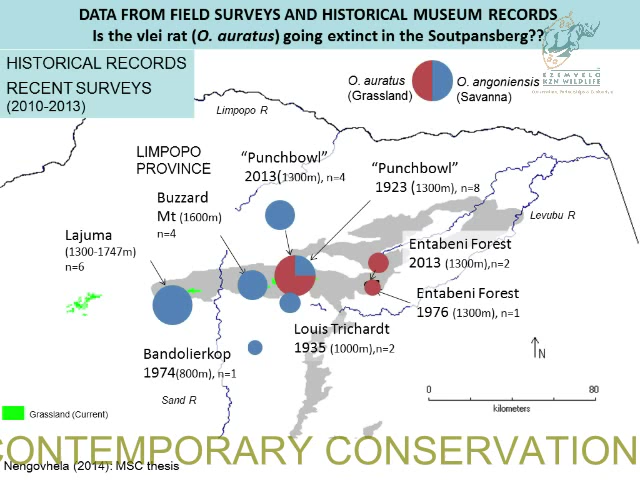 DATA FROM FIELD SURVEYS AND HISTORICAL MUSEUM RECORDS
Is the vlei rat (O. auratus) going extinct in the Soutpansberg??
HISTORICAL RECORDS
RECENT SURVEYS
(2010-2013)
O. auratus
(Grassland)
O. angoniensis
(Savanna)
EZEMVELO
KZN WILDLIFE
Limpopo R
LIMPOPO
PROVINCE
"Punchbowl"
2013(1300m), n=4
"Punchbowl"
1923 (1300m), n=8
Buzzard
Mt (1600m)
n=4
Levubu R
Lajuma
(1300-1747m)
n=6
Entabeni Forest
2013 (1300m),n=2
Entabeni Forest
1976 (1300m), n=1
Louis Trichardt
1935 (1000m),n=2
Bandolierkop
1974(800m), n=1
N
Sand R
0 80
kilometers
Grassland (Current)
CONTEMPORARY CONSERVATION
Nengovhela (2014): MSC thesis